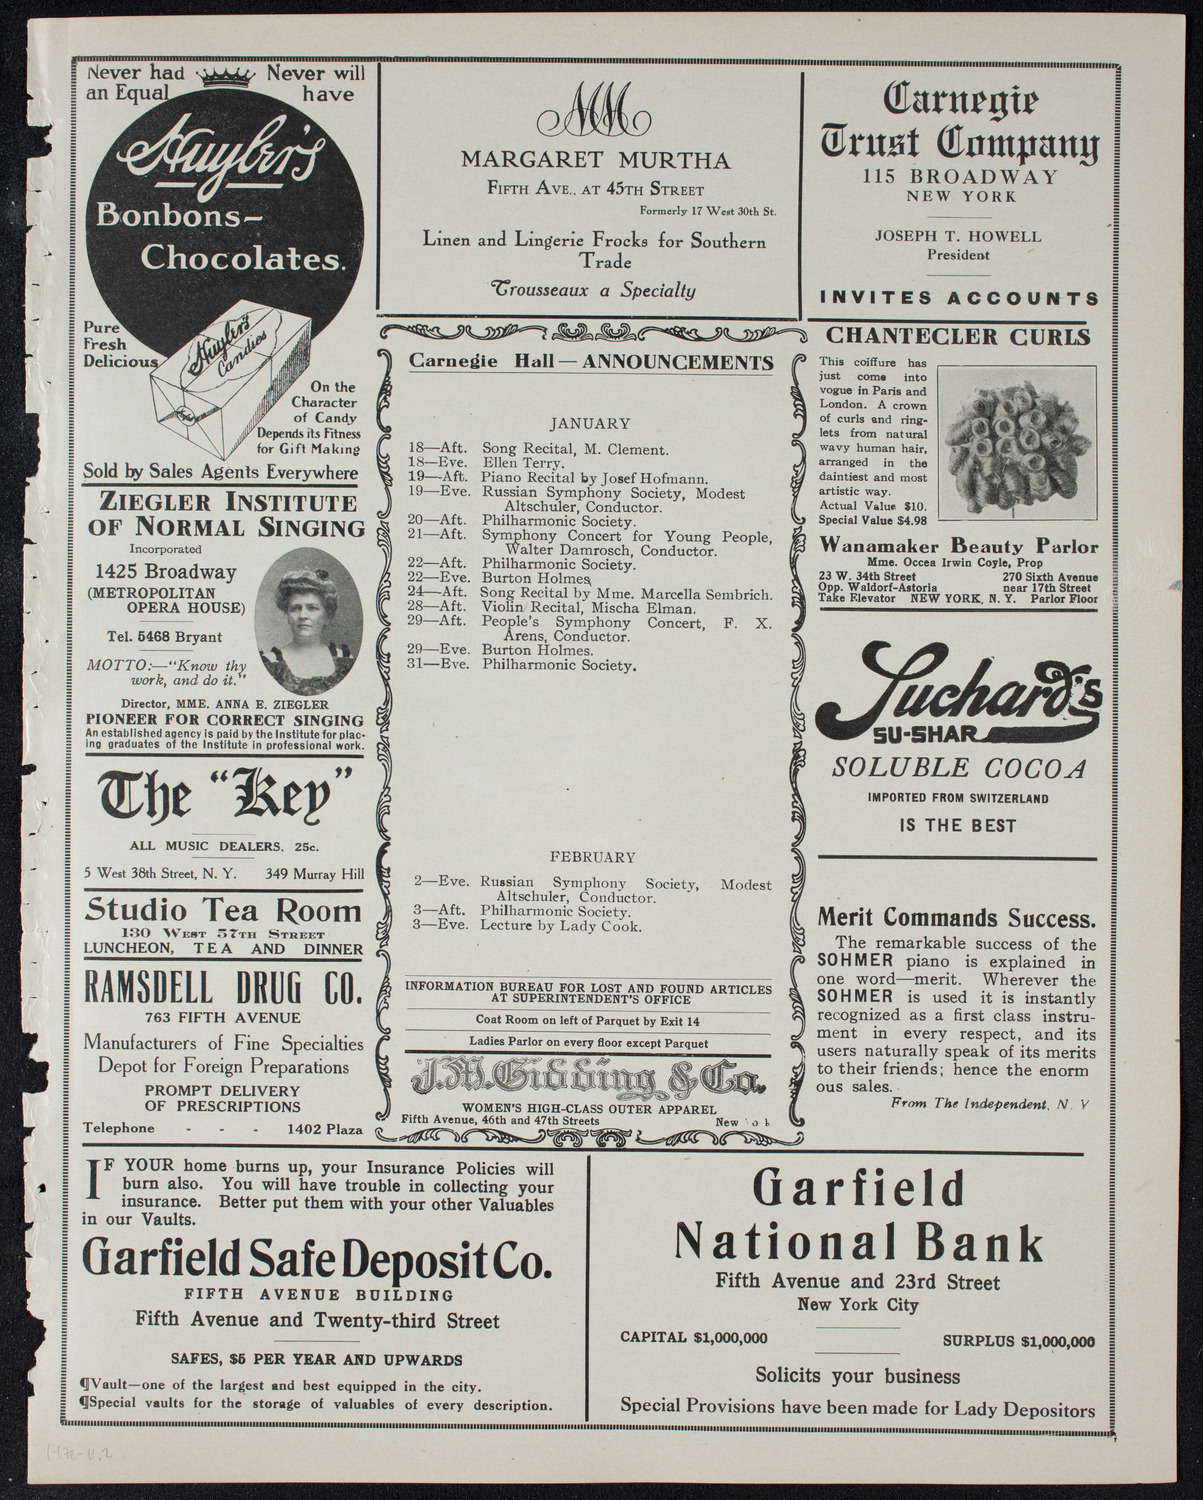 Never had Never will
an Equal have
Huyler's
Bonbons–
Chocolates.
Pure
Fresh
Delicious
Huyler's
Candies
On the
Character
of Candy
Depends its Fitness
for Gift Making
Sold by Sales Agents Everywhere
ZIEGLER INSTITUTE
OF NORMAL SINGING
Incorporated
1425 Broadway
(METROPOLITAN
OPERA HOUSE)
Tel. 5468 Bryant
MOTTO:—"Know thy
work, and do it."
Director, MME. ANNA E. ZIEGLER
PIONEER FOR CORRECT SINGING
An established agency is paid by the Institute for plac-
ing graduates of the Institute in professional work.
The "Key"
ALL MUSIC DEALERS, 25c.
5 West 38th Street, N. Y. 349 Murray Hill
Studio Tea Room
130 WEST 57TH STREET
LUNCHEON, TEA AND DINNER
RAMSDELL DRUG CO.
763 FIFTH AVENUE
Manufacturers of Fine Specialties
Depot for Foreign Preparations
PROMPT DELIVERY
OF PRESCRIPTIONS
Telephone - - - 1402 Plaza
MM
MARGARET MURTHA
FIFTH AVE., AT 45TH STREET
Formerly 17 West 30th St.
Linen and Lingerie Frocks for Southern
Trade
Trousseaux a Specialty
Carnegie Hall—ANNOUNCEMENTS
JANUARY
18—Aft. Song Recital, M. Clement.
18—Eve. Ellen Terry.
19—Aft. Piano Recital by Josef Hofmann.
19—Eve. Russian Symphony Society, Modest
Altschuler, Conductor.
20—Aft. Philharmonic Society.
21—Aft. Symphony Concert for Young People,
Walter Damrosch, Conductor.
22—Aft. Philharmonic Society.
22—Eve. Burton Holmes.
24—Aft. Song Recital by Mme. Marcella Sembrich.
28—Aft. Violin Recital, Mischa Elman.
29—Aft. People's Symphony Concert, F. X.
Arens, Conductor.
29—Eve. Burton Holmes.
31—Eve. Philharmonic Society.
FEBRUARY
2—Eve. Russian Symphony Society, Modest
Altschuler, Conductor.
3—Aft. Philharmonic Society.
3—Eve. Lecture by Lady Cook.
INFORMATION BUREAU FOR LOST AND FOUND ARTICLES
AT SUPERINTENDENT'S OFFICE
Coat Room on left of Parquet by Exit 14
Ladies Parlor on every floor except Parquet
J.M.Gidding & Co.
WOMEN'S HIGH-CLASS OUTER APPAREL
Fifth Avenue, 46th and 47th Streets New
Carnegie
Trust Company
115 BROADWAY
NEW YORK
JOSEPH T. HOWELL
President
INVITES ACCOUNTS
CHANTECLER CURLS
This coiffure has
just come into
vogue in Paris and
London. A crown
of curls and ring-
lets from natural
wavy human hair,
arranged in the
daintiest and most
artistic way.
Actual Value $10.
Special Value $4.98
Wanamaker Beauty Parlor
Mme. Occea Irwin Coyle, Prop
23 W. 34th Street 270 Sixth Avenue
Opp. Waldorf-Astoria near 17th Street
Take Elevator NEW YORK, N. Y. Parlor Floor
Suchard's
SU-SHAR
SOLUBLE COCOA
IMPORTED FROM SWITZERLAND
IS THE BEST
Merit Commands Success.
The remarkable success of the
SOHMER piano is explained in
one word—merit. Wherever the
SOHMER is used it is instantly
recognized as a first class instru-
ment in every respect, and its
users naturally speak of its merits
to their friends; hence the enorm
ous sales.
From The Independent, N. Y
IF YOUR home burns up, your Insurance Policies will
burn also. You will have trouble in collecting your
insurance. Better put them with your other Valuables
in our Vaults.
Garfield Safe Deposit Co.
FIFTH AVENUE BUILDING
Fifth Avenue and Twenty-third Street
SAFES, $5 PER YEAR AND UPWARDS
¶Vault—one of the largest and best equipped in the city.
¶Special vaults for the storage of valuables of every description.
Garfield
National Bank
Fifth Avenue and 23rd Street
New York City
CAPITAL $1,000,000 SURPLUS $1,000,000
Solicits your business
Special Provisions have been made for Lady Depositors